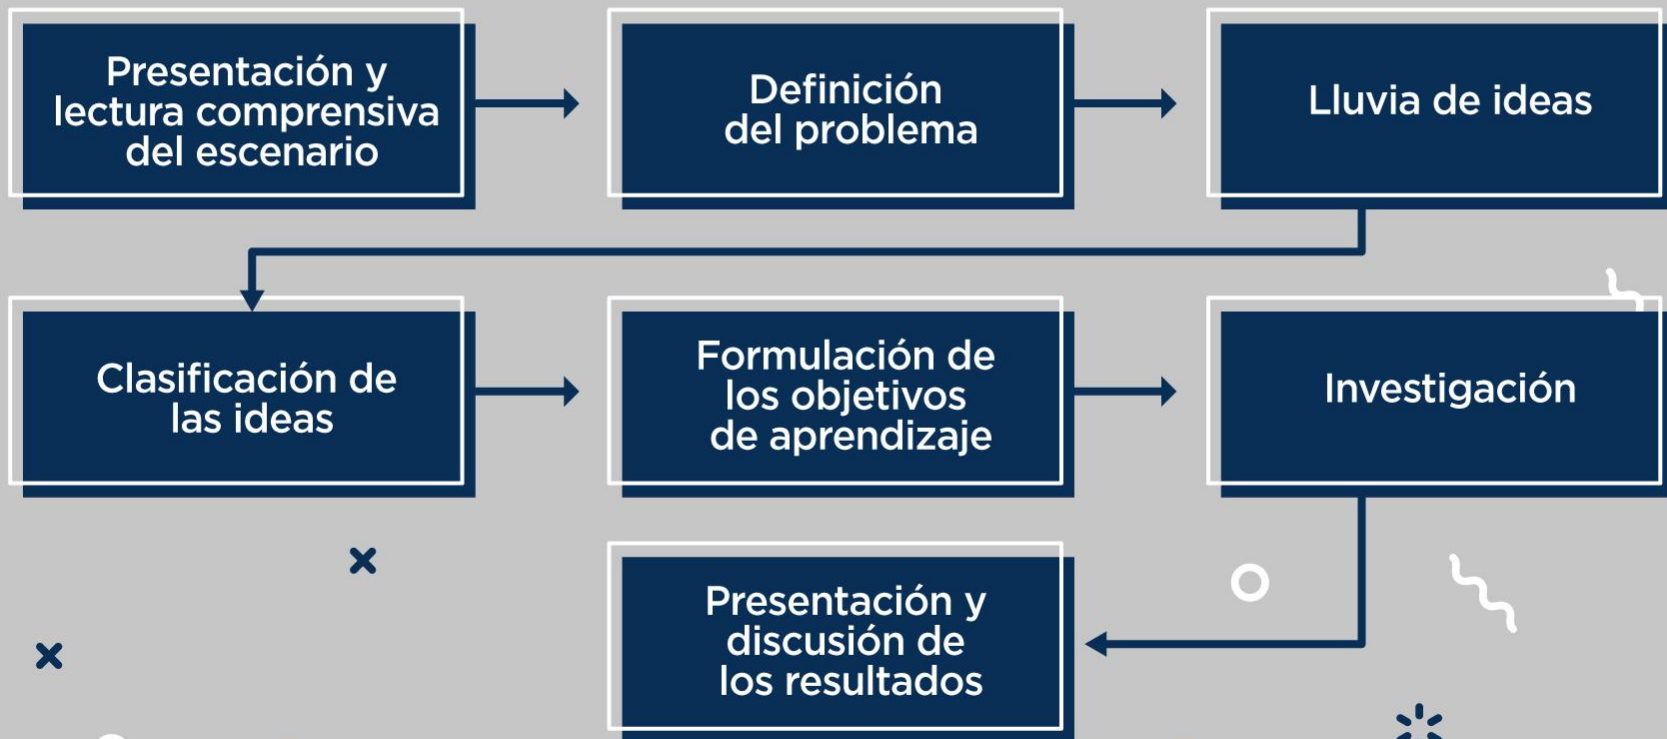 Presentación y
lectura comprensiva
del escenario
Definición
del problema
Lluvia de ideas
Clasificación de
las ideas
Formulación de
los objetivos
de aprendizaje
Investigación
Presentación y
discusión de
los resultados